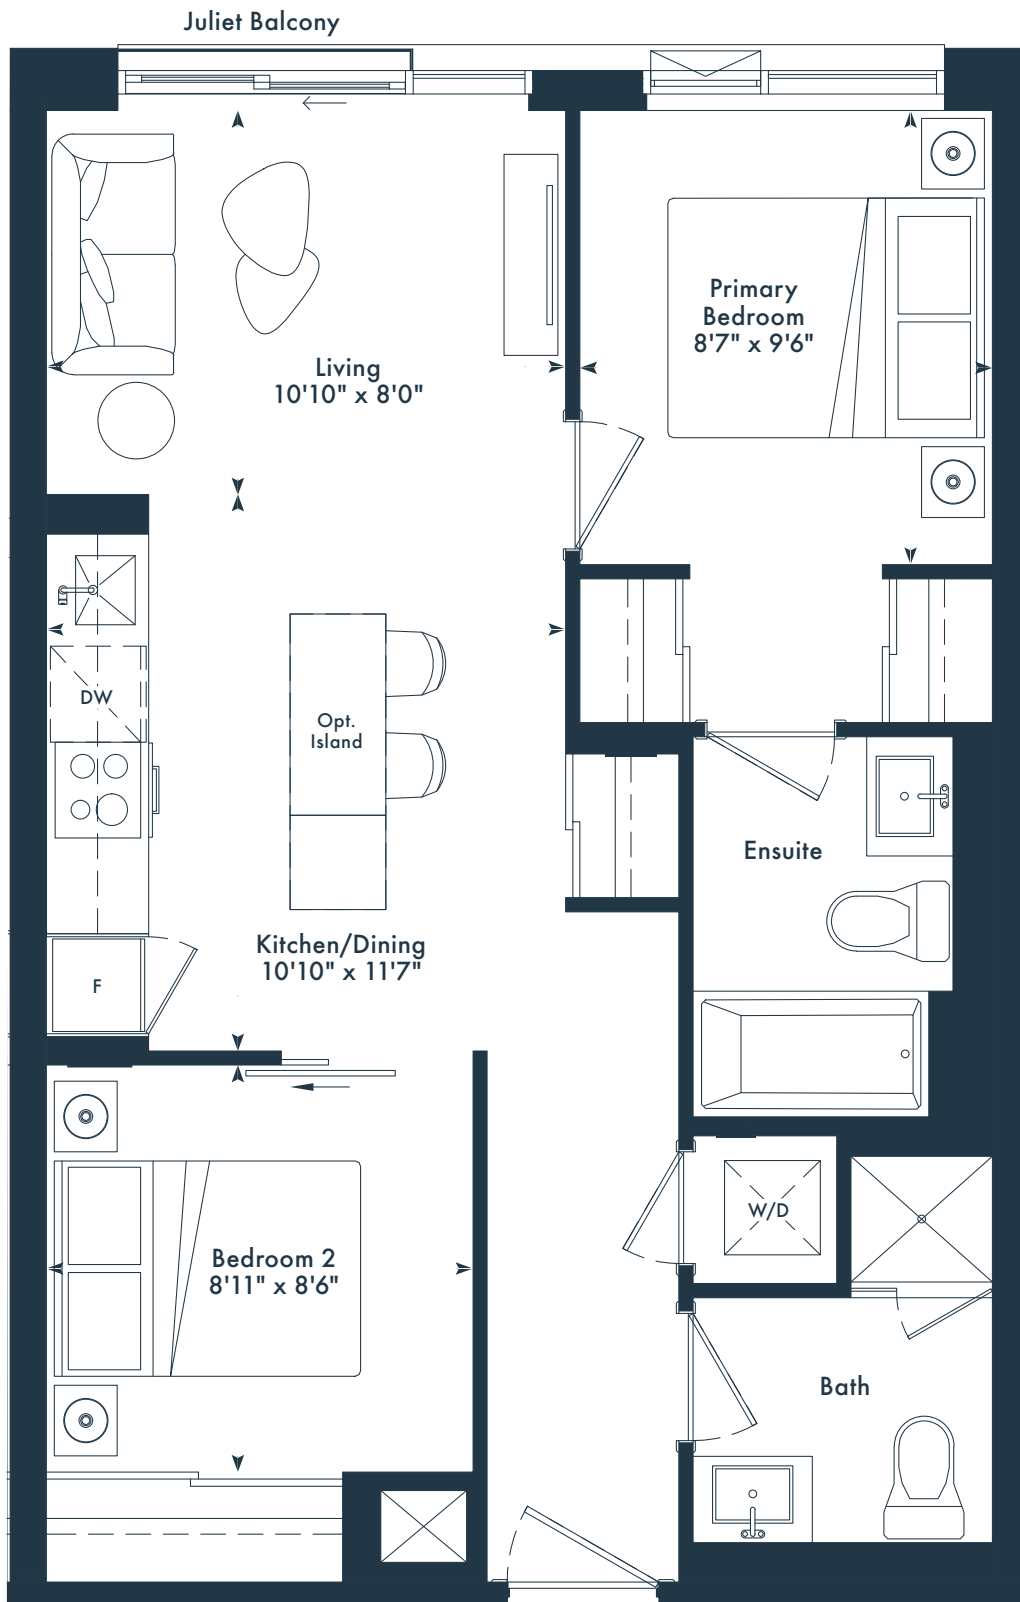 Juliet Balcony
Primary
Bedroom
8'7" x 9'6"
Living
10'10" x 8'0"
DW
Opt.
Island
Ensuite
Kitchen/Dining
10'10" x 11'7"
F
W/D
Bedroom 2
8'11" x 8'6"
Bath